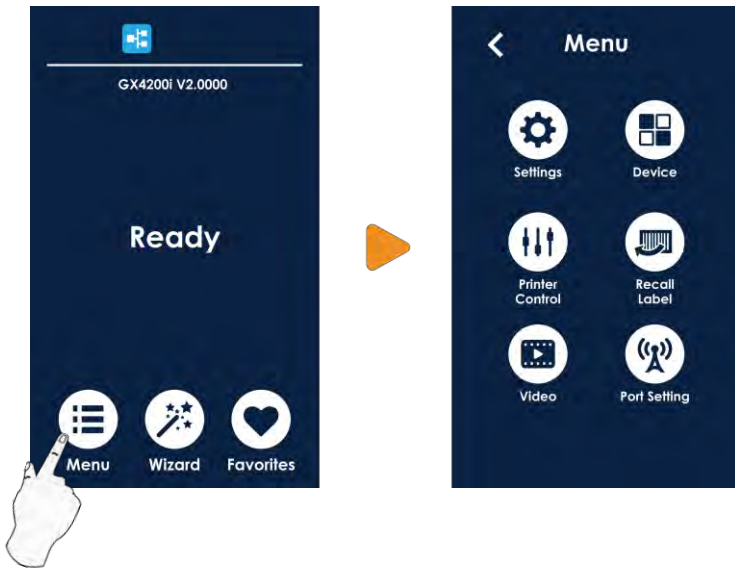 GX4200i V2.0000
Ready
Menu Wizard Favorites
Menu
Settings Device
Printer Control Recall Label
Video Port Setting